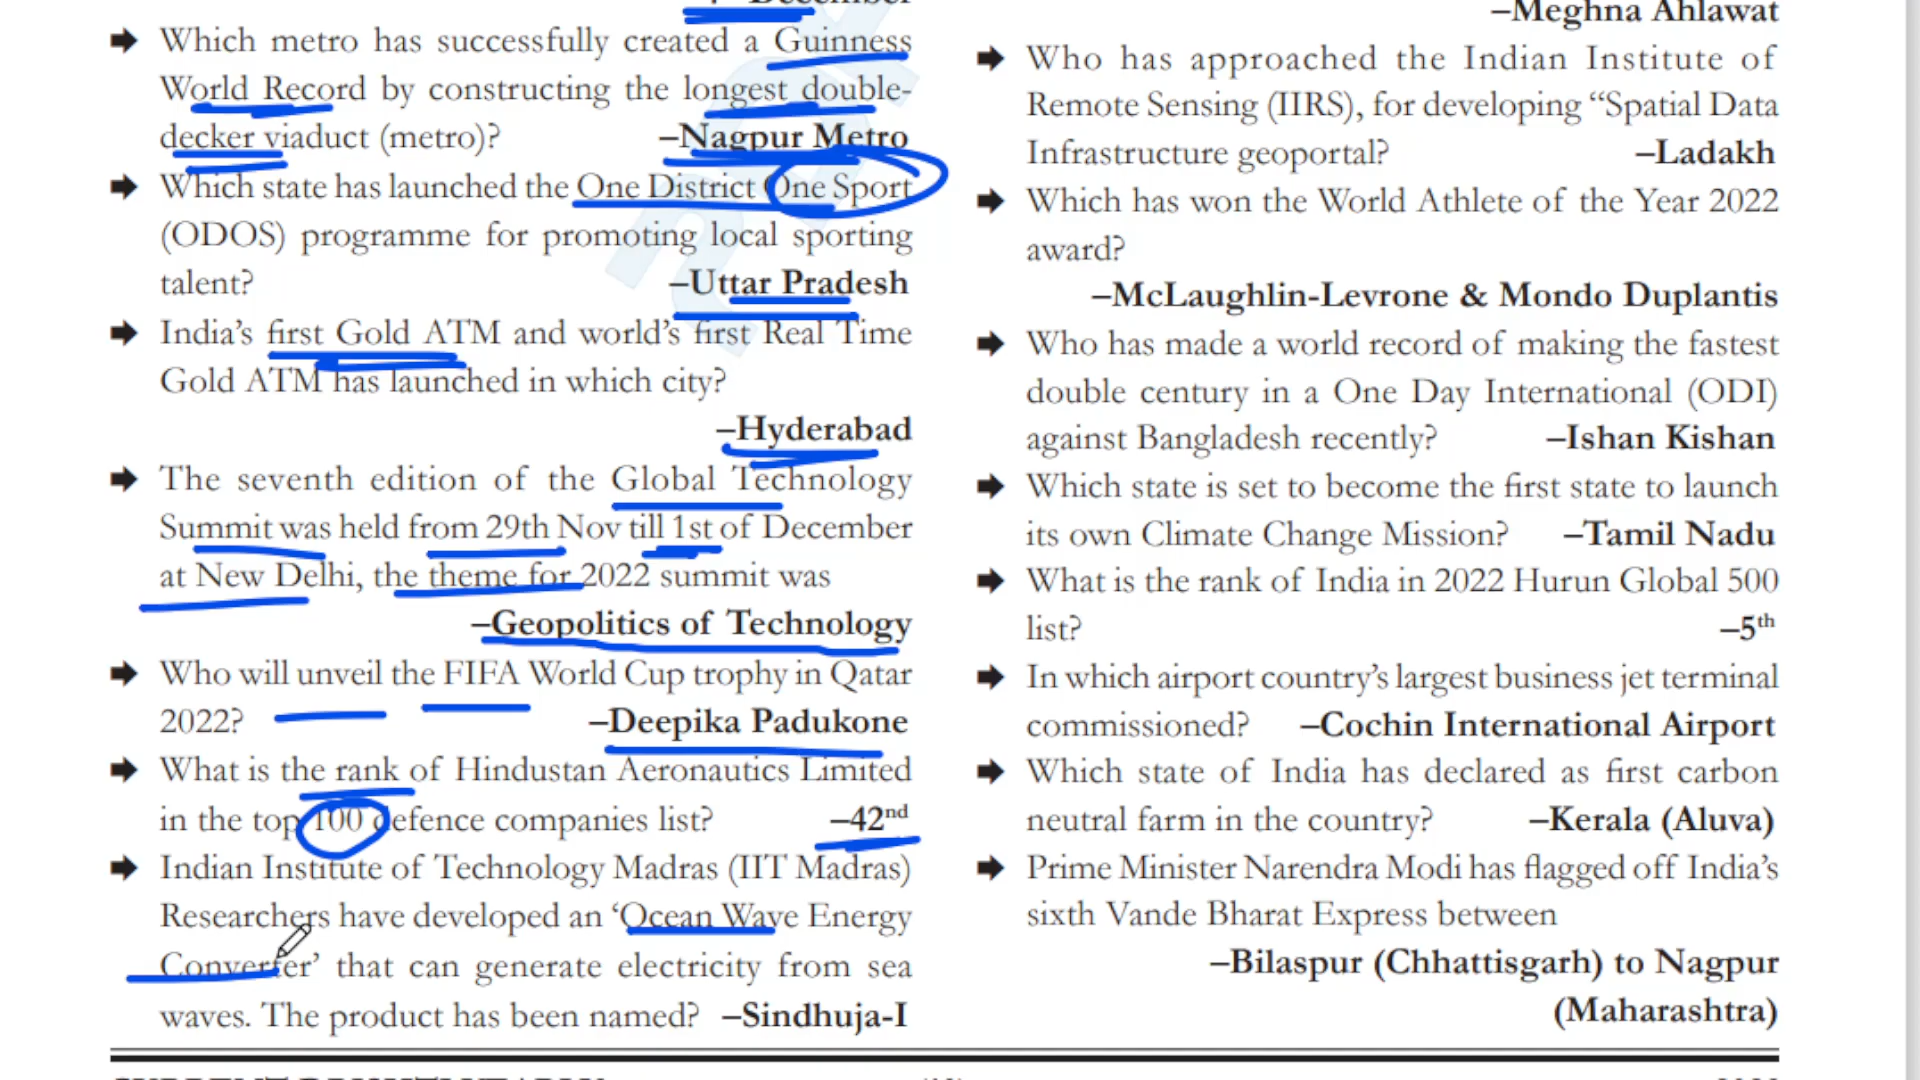 Which metro has successfully created a Guinness
World Record by constructing the longest double-
decker viaduct (metro)? –Nagpur Metro
Which state has launched the One District One Sport
(ODOS) programme for promoting local sporting
talent? –Uttar Pradesh
India's first Gold ATM and world's first Real Time
Gold ATM has launched in which city?
–Hyderabad
The seventh edition of the Global Technology
Summit was held from 29th Nov till 1st of December
at New Delhi, the theme for 2022 summit was
–Geopolitics of Technology
Who will unveil the FIFA World Cup trophy in Qatar
2022? –Deepika Padukone
What is the rank of Hindustan Aeronautics Limited
in the top 100 defence companies list? –42nd
Indian Institute of Technology Madras (IIT Madras)
Researchers have developed an ‘Ocean Wave Energy
Converter’ that can generate electricity from sea
waves. The product has been named? –Sindhuja-I
–Meghna Ahlawat
Who has approached the Indian Institute of
Remote Sensing (IIRS), for developing “Spatial Data
Infrastructure geoportal? –Ladakh
Which has won the World Athlete of the Year 2022
award?
–McLaughlin-Levrone & Mondo Duplantis
Who has made a world record of making the fastest
double century in a One Day International (ODI)
against Bangladesh recently? –Ishan Kishan
Which state is set to become the first state to launch
its own Climate Change Mission? –Tamil Nadu
What is the rank of India in 2022 Hurun Global 500
list? –5th
In which airport country's largest business jet terminal
commissioned? –Cochin International Airport
Which state of India has declared as first carbon
neutral farm in the country? –Kerala (Aluva)
Prime Minister Narendra Modi has flagged off India's
sixth Vande Bharat Express between
–Bilaspur (Chhattisgarh) to Nagpur
(Maharashtra)